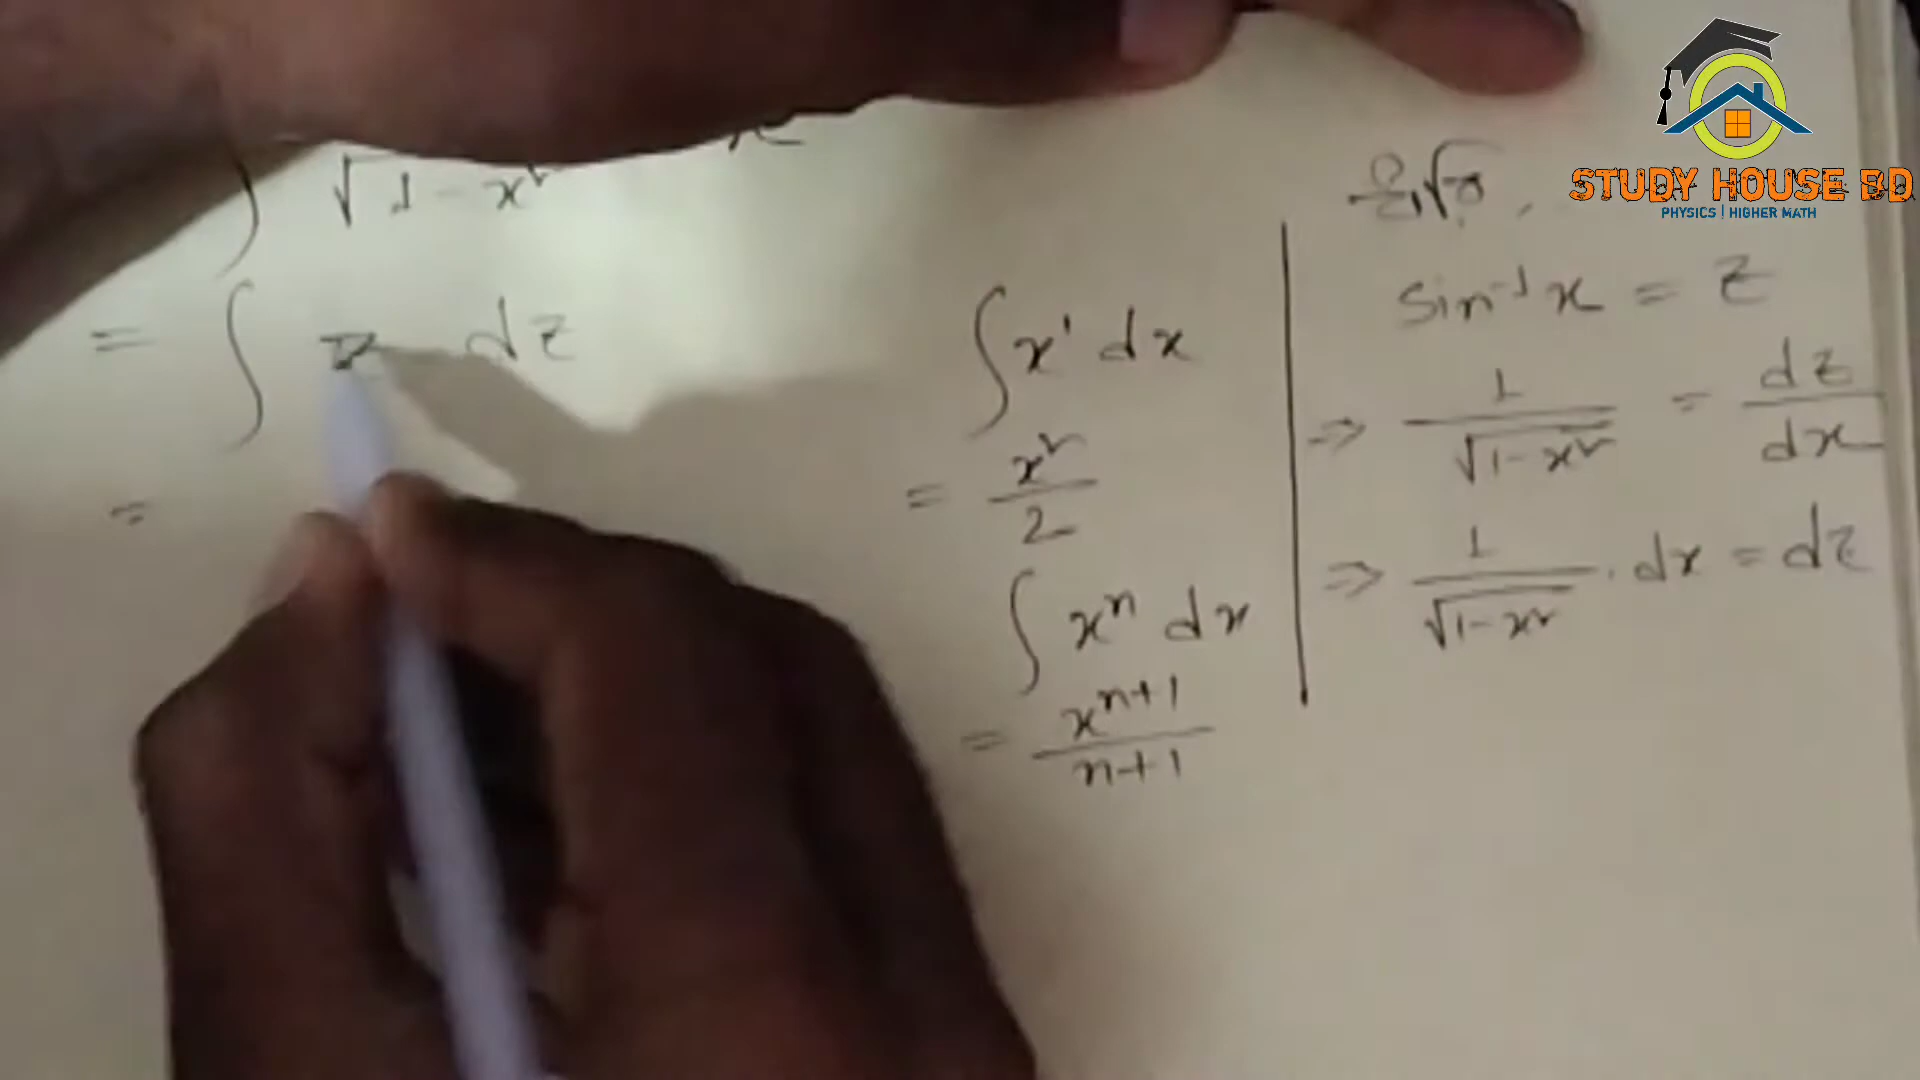 ∫ √1-x² x
= ∫ z dz
=
∫ x¹ dx
= x²/2
∫ xⁿ dx
= xⁿ⁺¹/n+1
ধরি,
sin⁻¹x = z
⇒ 1/√1-x² = dz/dx
⇒ 1/√1-x² . dx = dz
STUDY HOUSE BD
PHYSICS | HIGHER MATH